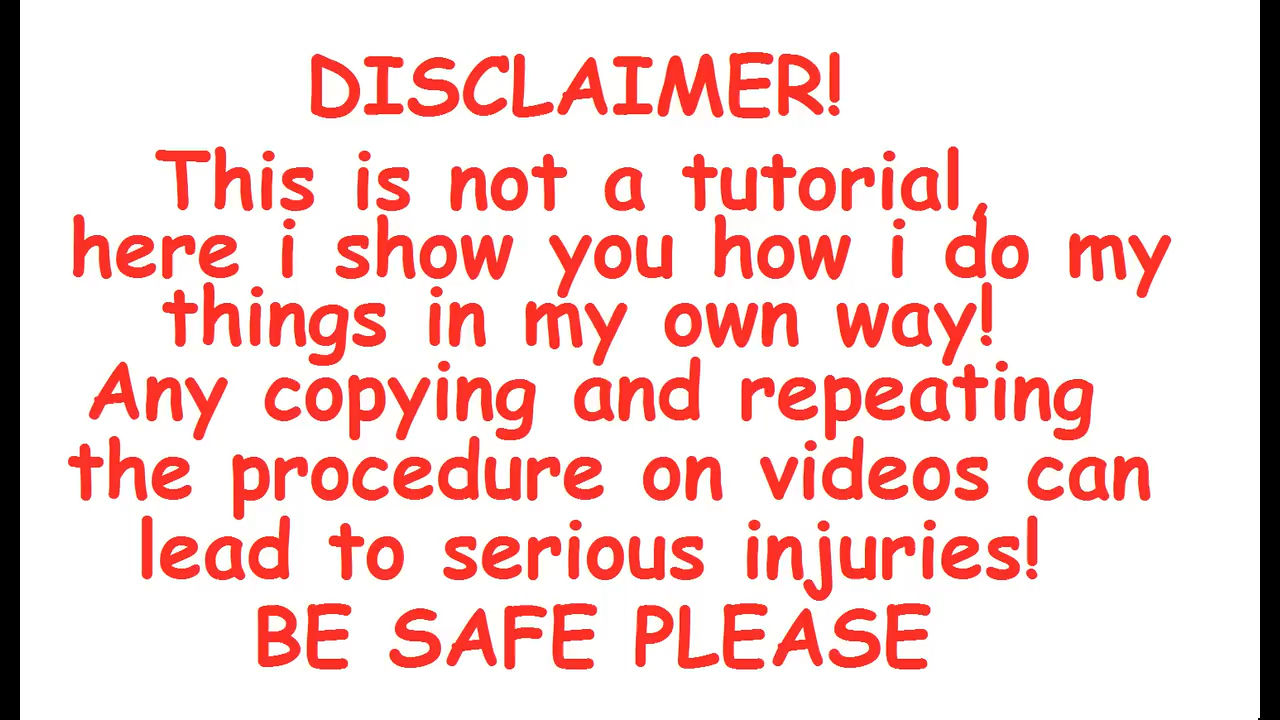 DISCLAIMER!
This is not a tutorial,
here i show you how i do my
things in my own way!
Any copying and repeating
the procedure on videos can
lead to serious injuries!
BE SAFE PLEASE